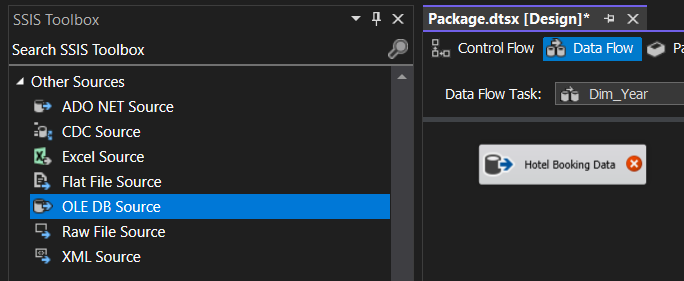 SSIS Toolbox
Search SSIS Toolbox
Other Sources
ADO NET Source
CDC Source
Excel Source
Flat File Source
OLE DB Source
Raw File Source
XML Source
Package.dtsx [Design]*
Control Flow
Data Flow
Pa
Data Flow Task:
Dim_Year
Hotel Booking Data